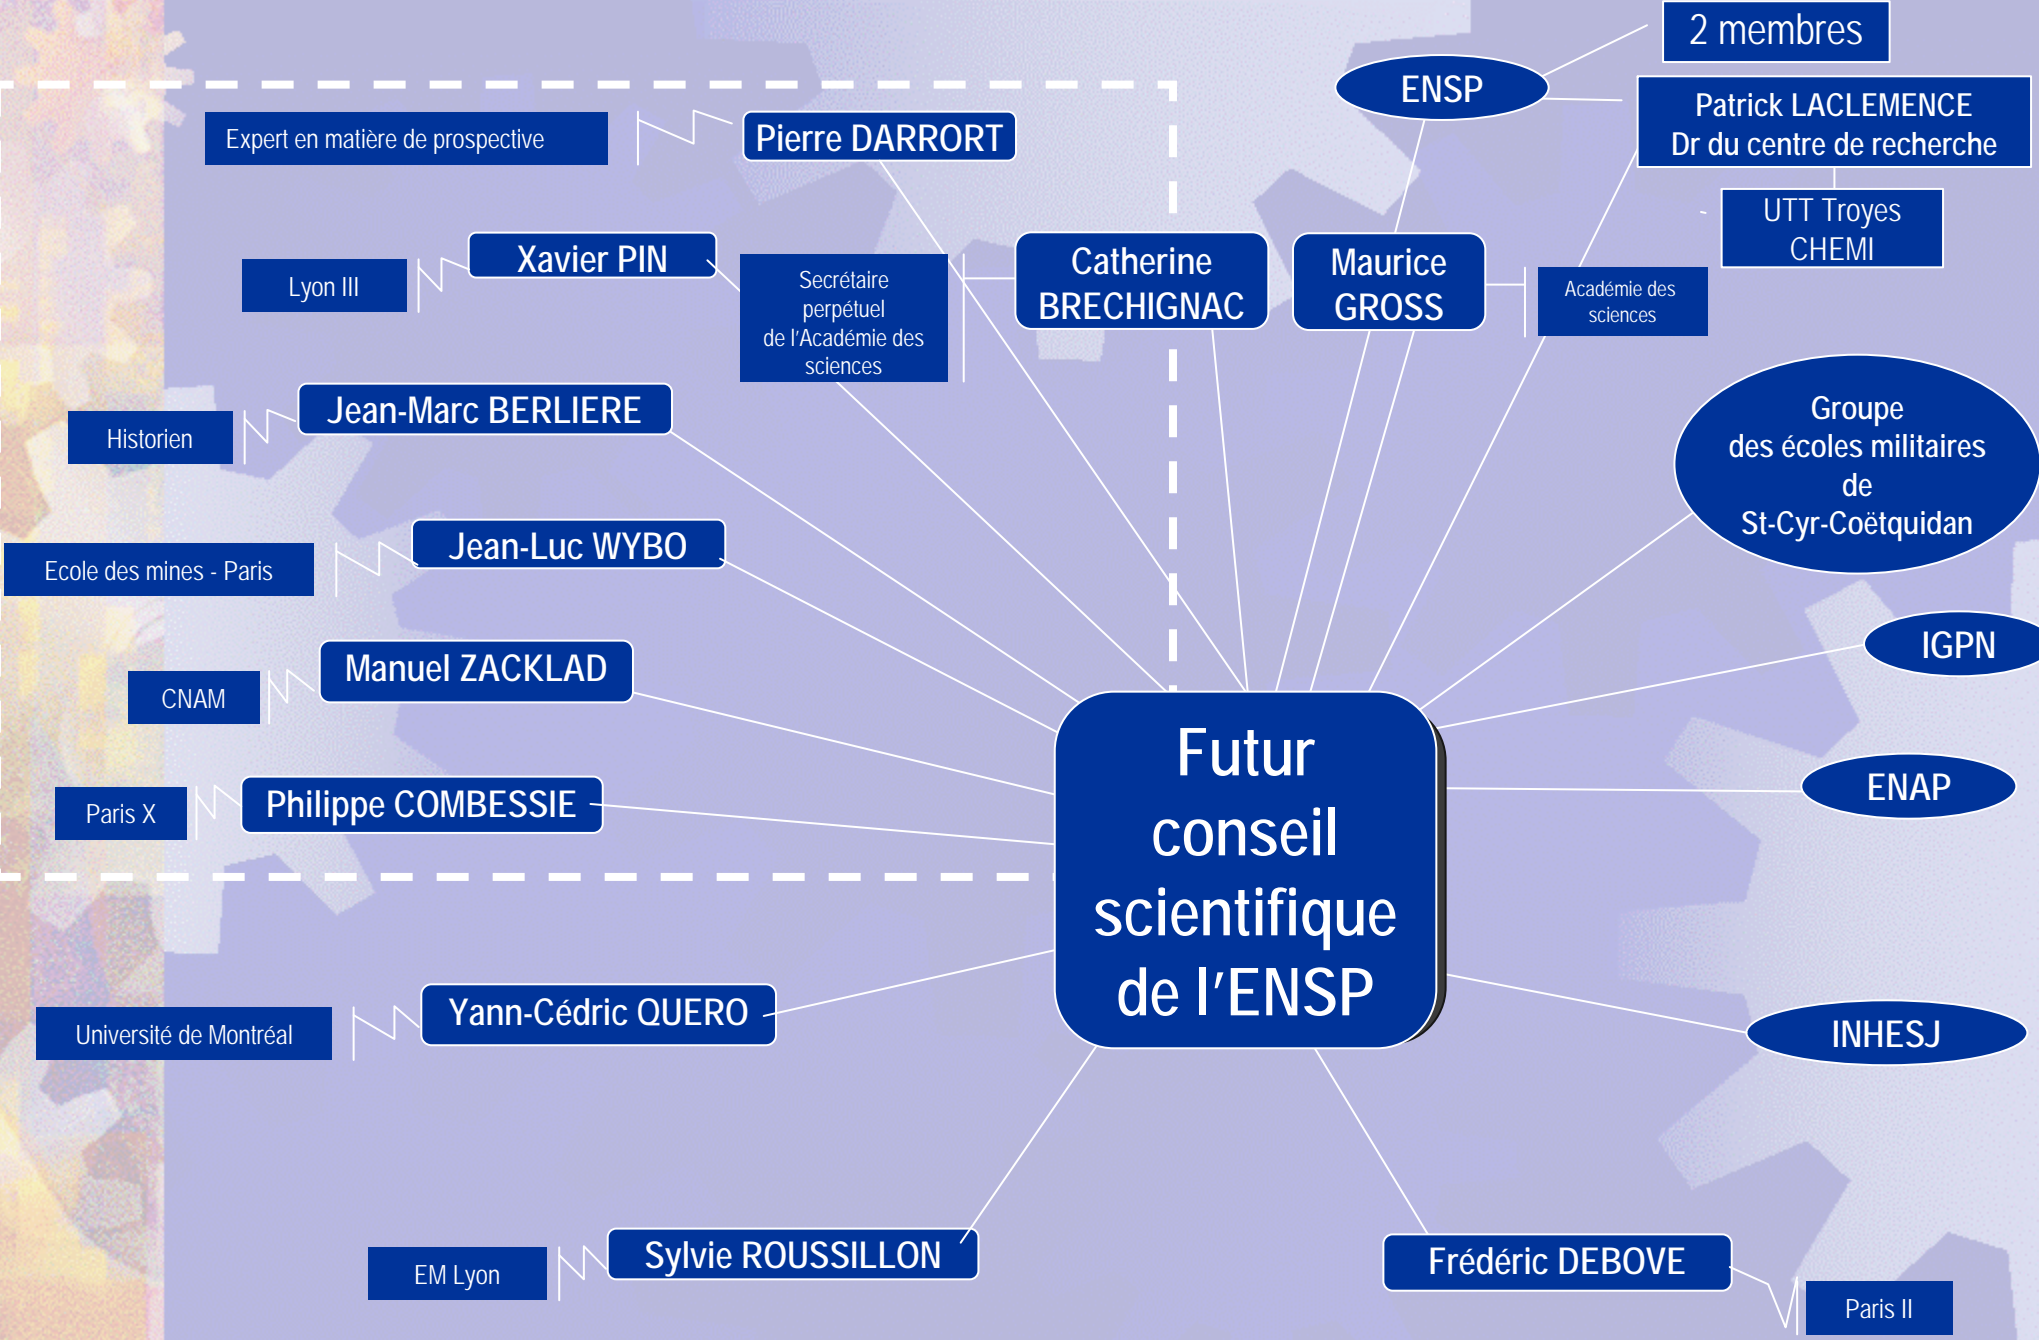 2 membres
ENSP
Patrick LACLEMENCE
Dr du centre de recherche
Expert en matière de prospective
Pierre DARRORT
UTT Troyes
CHEMI
Lyon III
Xavier PIN
Secrétaire
perpétuel
de l'Académie des
sciences
Catherine
BRECHIGNAC
Maurice
GROSS
Académie des
sciences
Historien
Jean-Marc BERLIERE
Groupe
des écoles militaires
de
St-Cyr-Coëtquidan
Ecole des mines - Paris
Jean-Luc WYBO
IGPN
CNAM
Manuel ZACKLAD
Futur
conseil
scientifique
de l'ENSP
ENAP
Paris X
Philippe COMBESSIE
Université de Montréal
Yann-Cédric QUERO
INHESJ
EM Lyon
Sylvie ROUSSILLON
Frédéric DEBOVE
Paris II